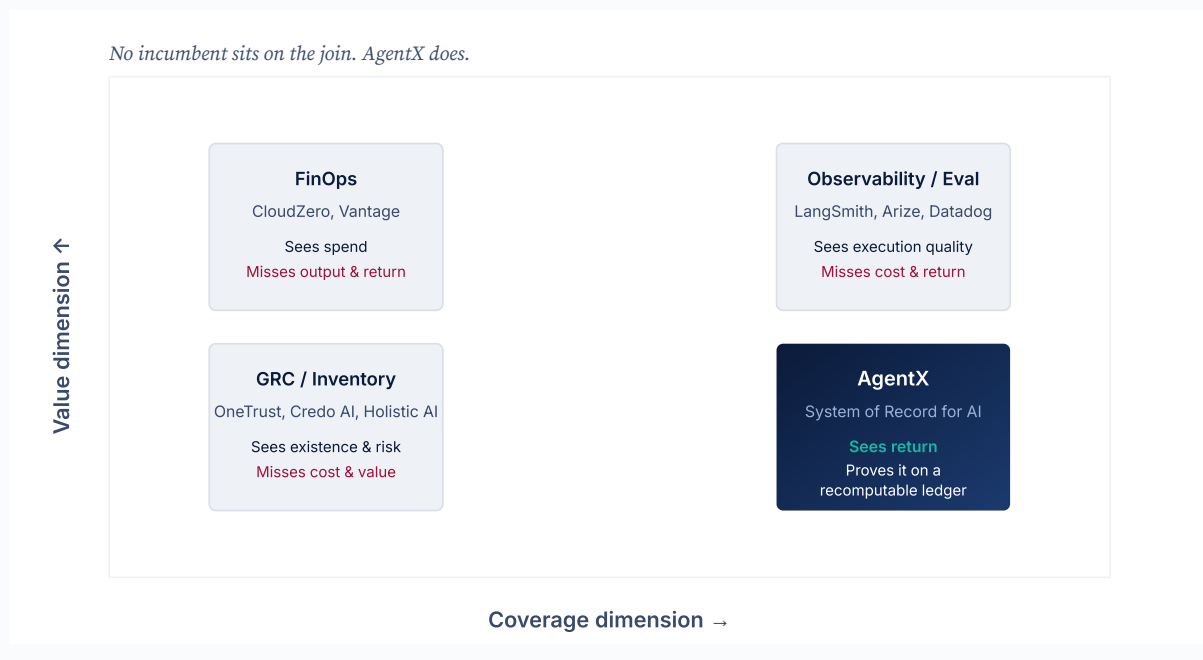 No incumbent sits on the join. AgentX does.
FinOps
CloudZero, Vantage
Sees spend
Misses output & return
Observability / Eval
LangSmith, Arize, Datadog
Sees execution quality
Misses cost & return
GRC / Inventory
OneTrust, Credo AI, Holistic AI
Sees existence & risk
Misses cost & value
AgentX
System of Record for AI
Sees return
Proves it on a
recomputable ledger
Value dimension →
Coverage dimension →